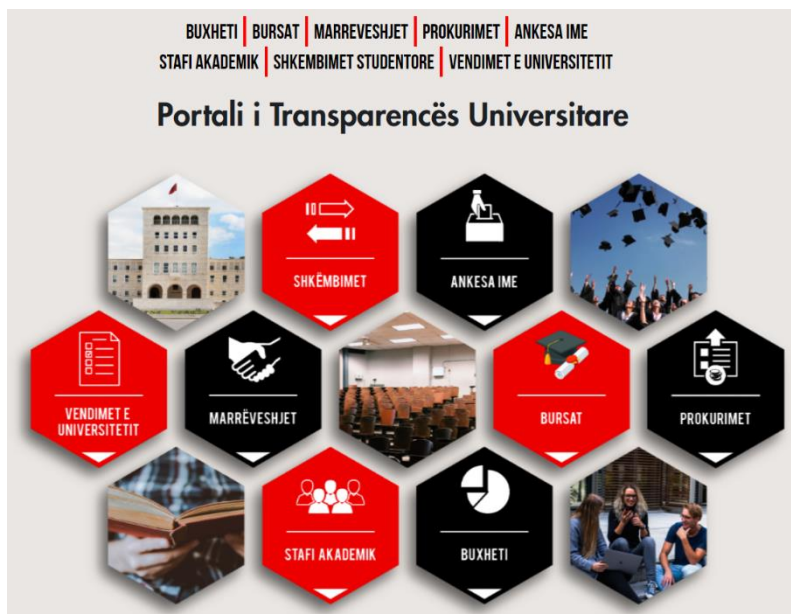 BUXHETI | BURSAT | MARREVESHJET | PROKURIMET | ANKESA IME
STAFI AKADEMIK | SHKEMBIMET STUDENTORE | VENDIMET E UNIVERSITETIT
Portali i Transparencës Universitare
SHKËMBIMET
ANKESA IME
VENDIMET E
UNIVERSITETIT
MARRËVESHJET
BURSAT
PROKURIMET
STAFI AKADEMIK
BUXHETI